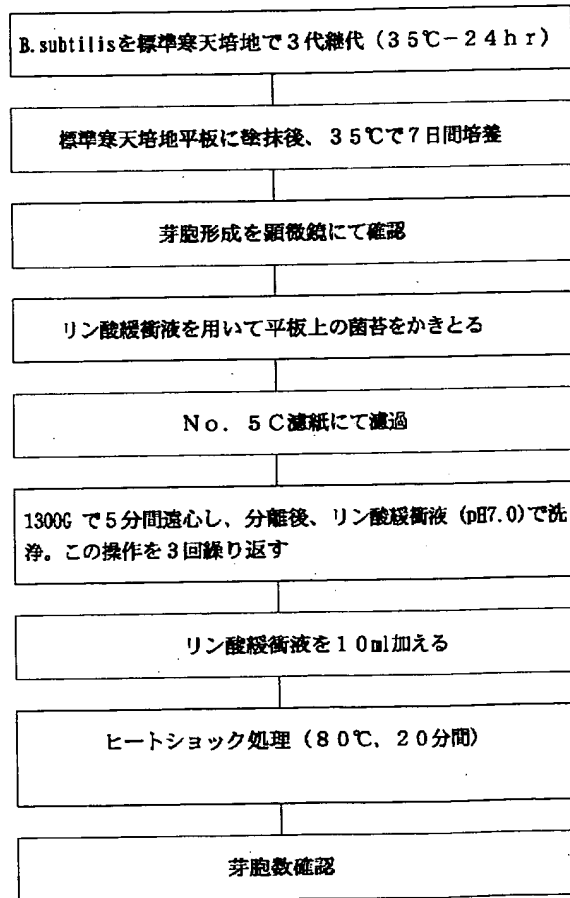 B.subtilisを標準寒天培地で3代継代（35℃－24hr）
標準寒天培地平板に塗抹後、35℃で7日間培養
芽胞形成を顕微鏡にて確認
リン酸緩衝液を用いて平板上の菌苔をかきとる
No．5C濾紙にて濾過
1300G で5分間遠心し、分離後、リン酸緩衝液 (pH7.0)で洗
浄。この操作を3回繰り返す
リン酸緩衝液を10ml加える
ヒートショック処理（80℃，20分間）
芽胞数確認